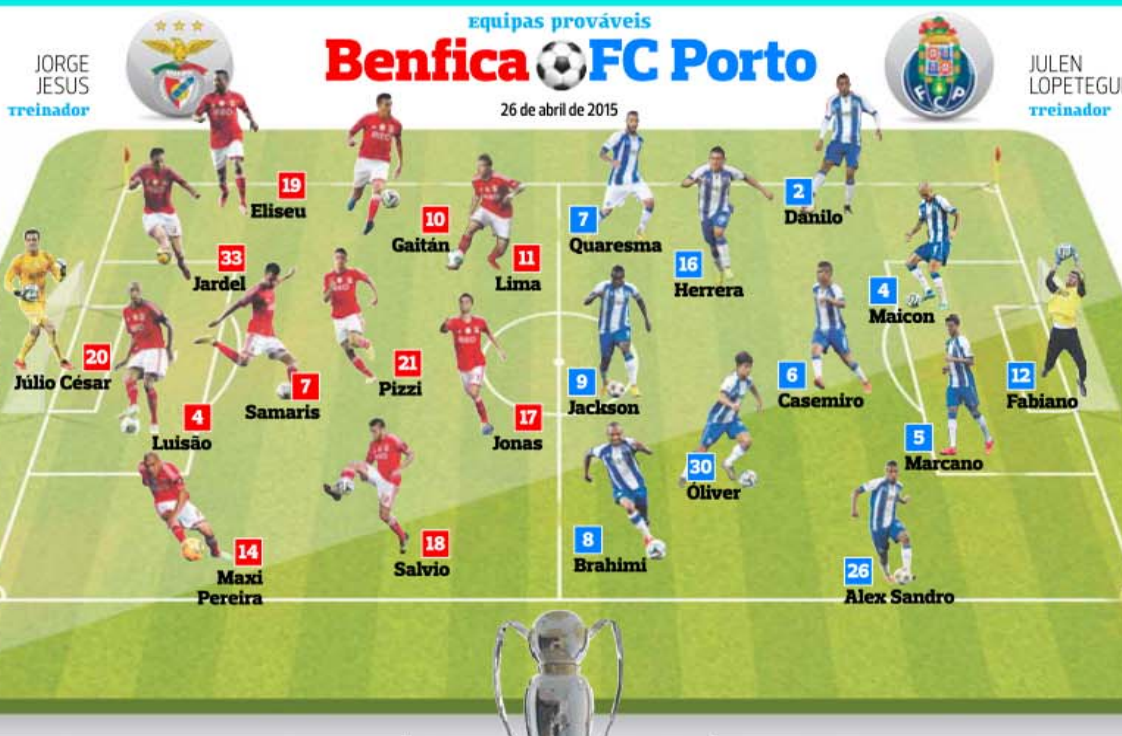 Equipas prováveis
Benfica FC Porto
26 de abril de 2015
JORGE
JESUS
Treinador
JULEN
LOPETEGUI
Treinador
FCP
19
Eliseu
10
Gaitán
11
Lima
33
Jardel
20
Júlio César
4
Luisão
7
Samaris
21
Pizzi
17
Jonas
14
Maxi
Pereira
18
Salvio
7
Quaresma
16
Herrera
2
Danilo
4
Maicon
9
Jackson
6
Casemiro
12
Fabiano
5
Marcano
30
Óliver
8
Brahimi
26
Alex Sandro